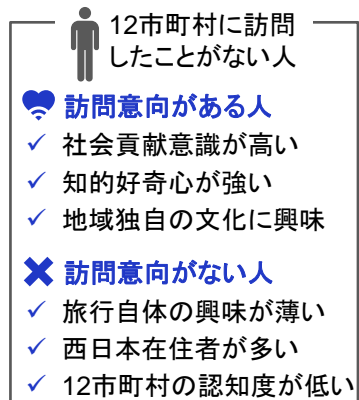 12市町村に訪問
したことがない人
訪問意向がある人
✓ 社会貢献意識が高い
✓ 知的好奇心が強い
✓ 地域独自の文化に興味
訪問意向がない人
✓ 旅行自体の興味が薄い
✓ 西日本在住者が多い
✓ 12市町村の認知度が低い